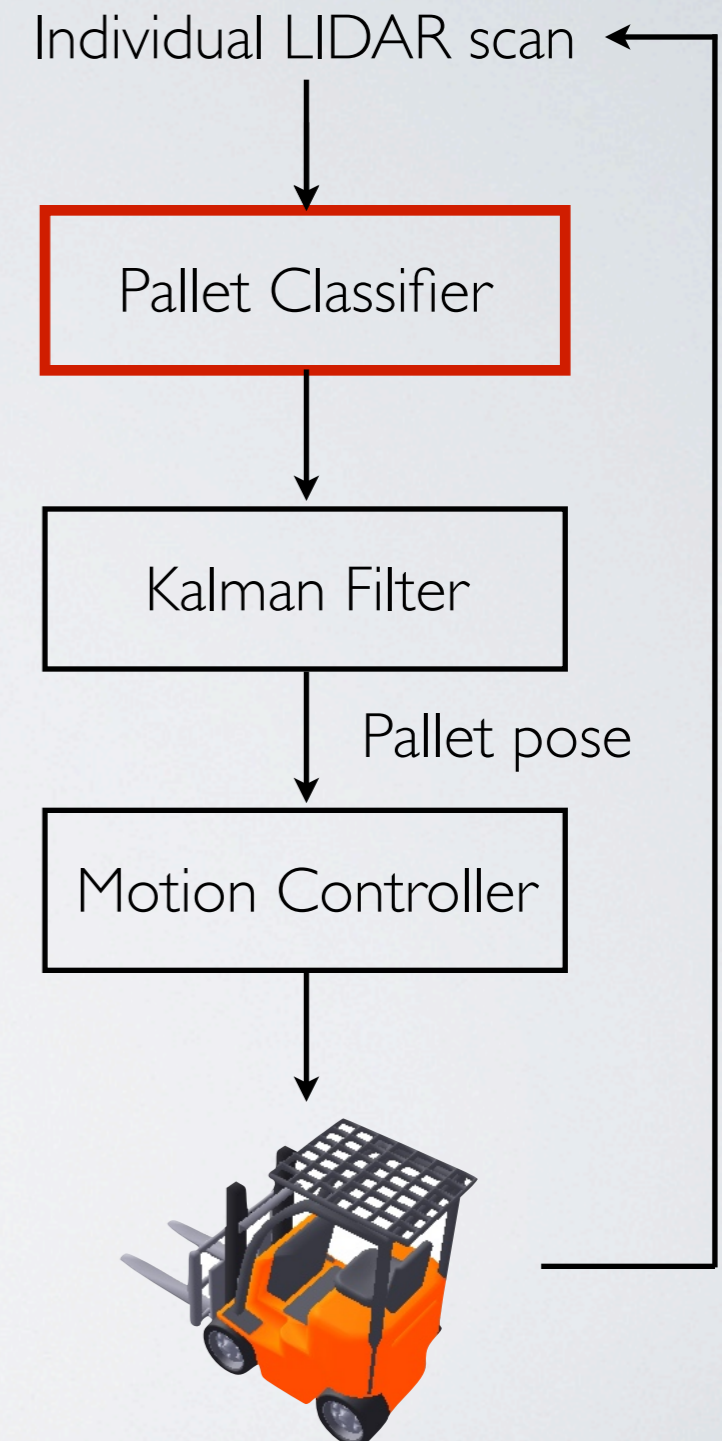 Individual LIDAR scan
Pallet Classifier
Kalman Filter
Pallet pose
Motion Controller